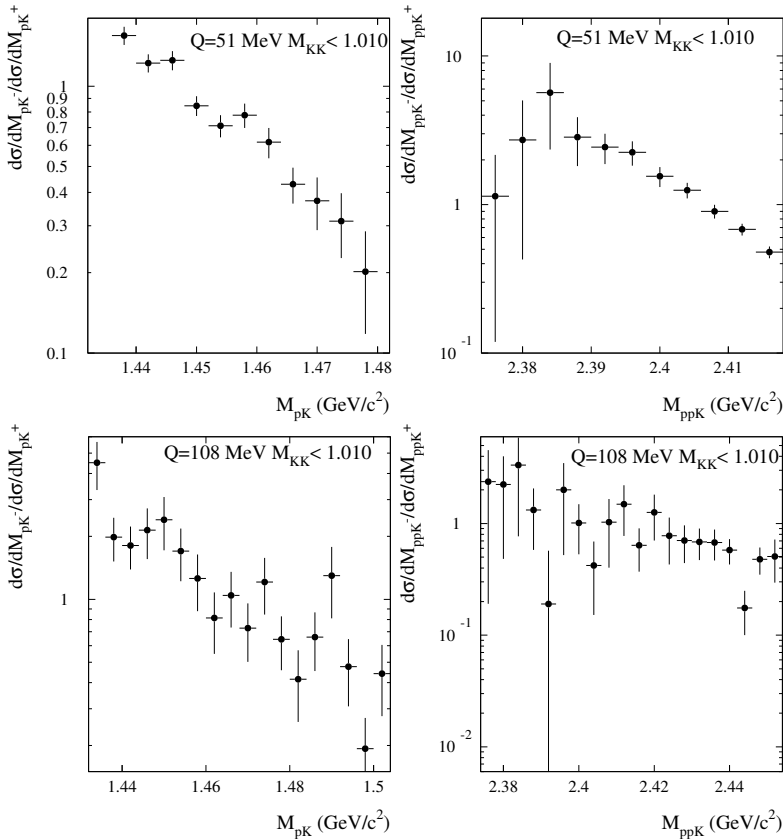 Q=51 MeV M_KK< 1.010
dσ/dM_pK⁻/dσ/dM_pK⁺
1
0.9
0.8
0.7
0.6
0.5
0.4
0.3
0.2
0.1
1.44
1.45
1.46
1.47
1.48
M_pK (GeV/c²)
Q=51 MeV M_KK< 1.010
dσ/dM_ppK⁻/dσ/dM_ppK⁺
10
1
10⁻¹
2.38
2.39
2.4
2.41
M_ppK (GeV/c²)
Q=108 MeV M_KK< 1.010
dσ/dM_pK⁻/dσ/dM_pK⁺
1
1.44
1.46
1.48
1.5
M_pK (GeV/c²)
Q=108 MeV M_KK< 1.010
dσ/dM_ppK⁻/dσ/dM_ppK⁺
1
10⁻¹
10⁻²
2.38
2.4
2.42
2.44
M_ppK (GeV/c²)